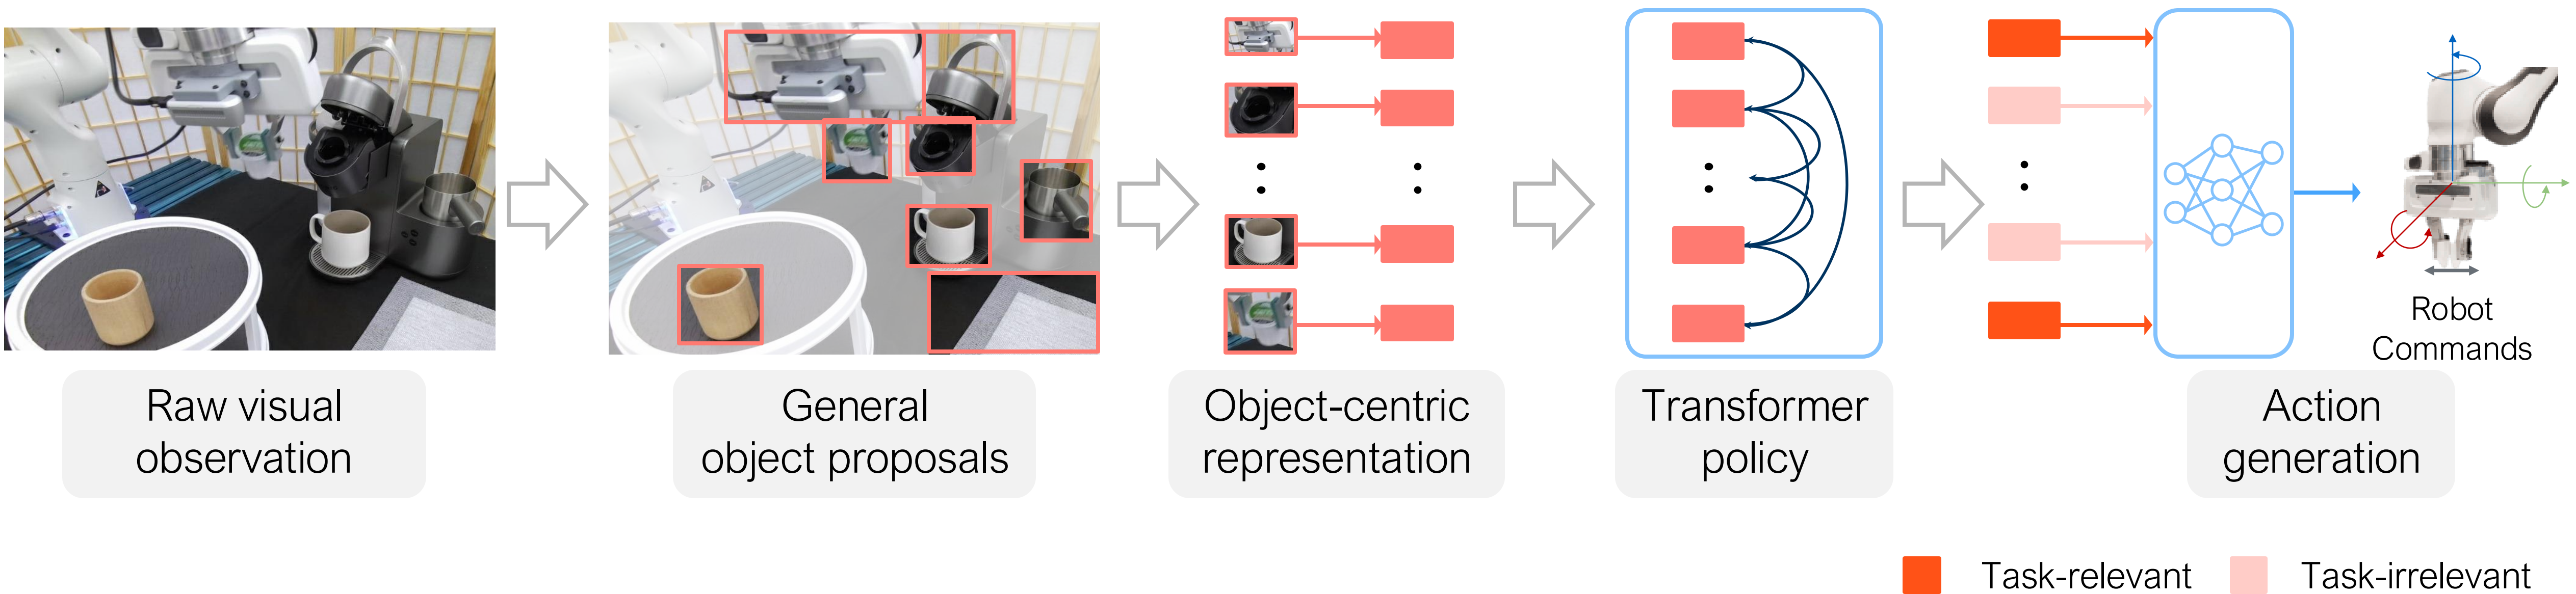 Robot
Commands
Raw visual
observation
General
object proposals
Object-centric
representation
Transformer
policy
Action
generation
Task-relevant
Task-irrelevant